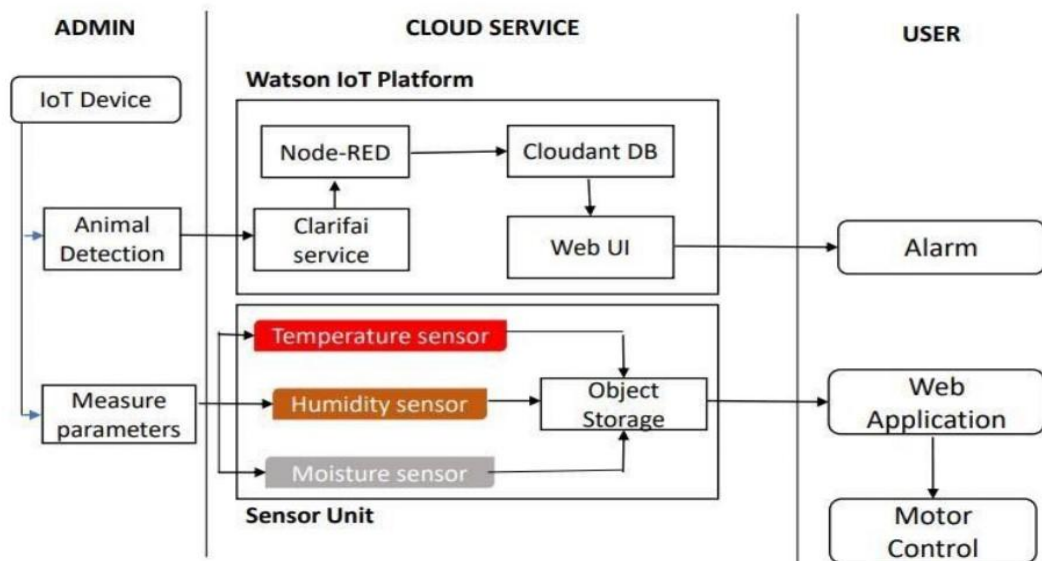 ADMIN
CLOUD SERVICE
USER
Watson IoT Platform
IoT Device
Node-RED
Cloudant DB
Animal
Detection
Clarifai
service
Web UI
Alarm
Temperature sensor
Measure
parameters
Humidity sensor
Object
Storage
Web
Application
Moisture sensor
Sensor Unit
Motor
Control